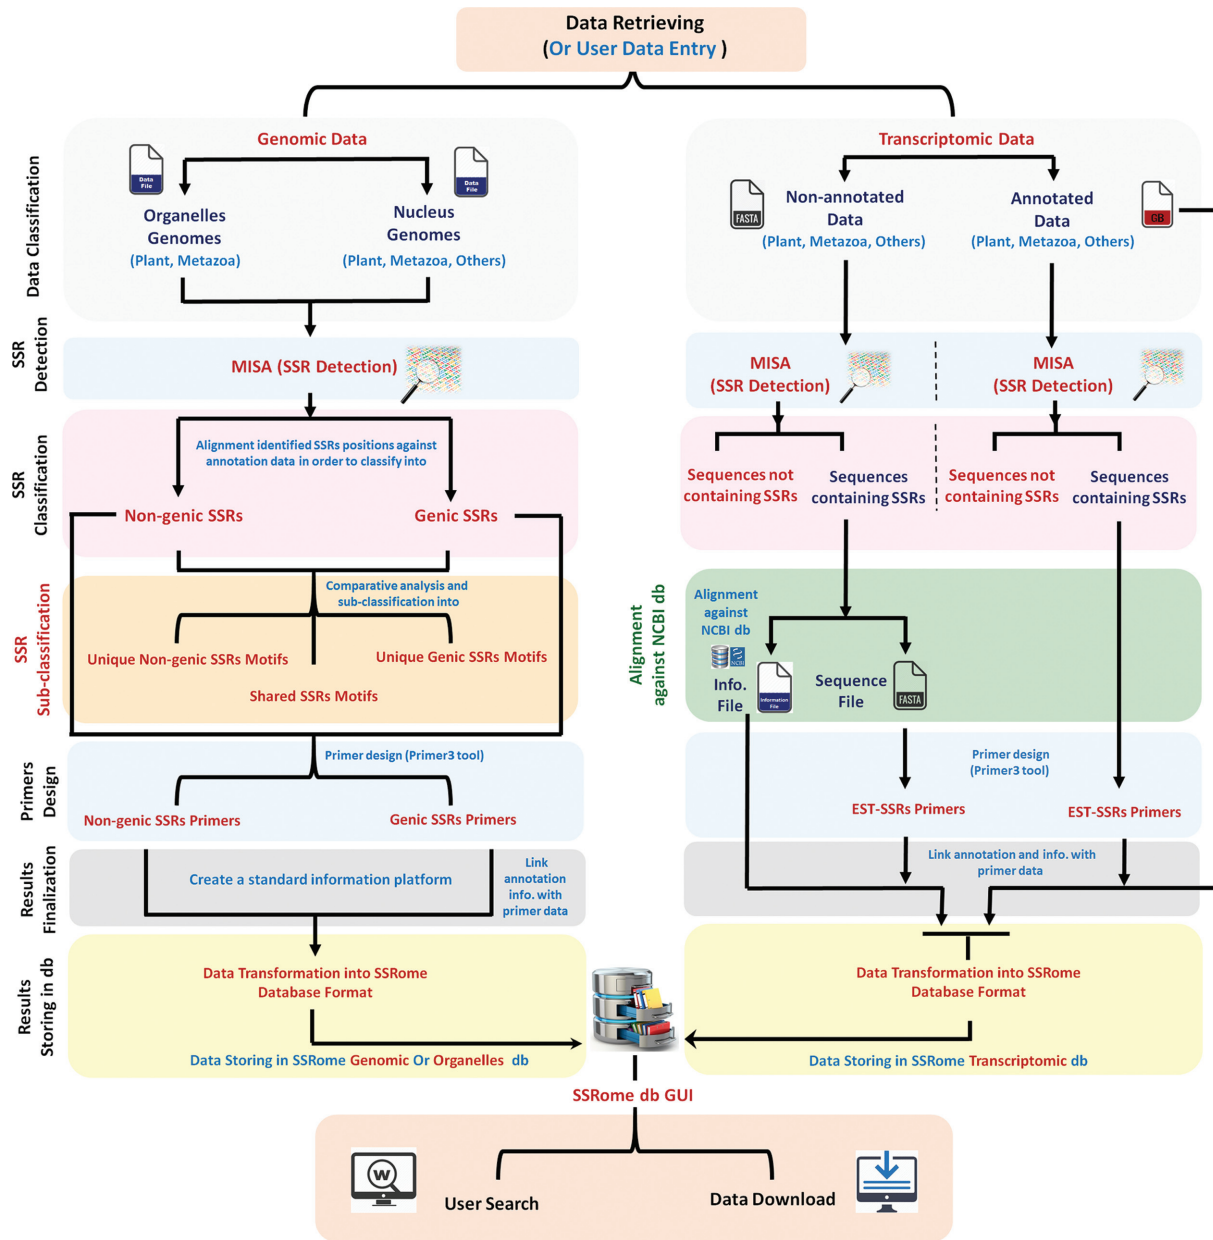 Data Retrieving
(Or User Data Entry )
Data Classification
Genomic Data
Data
File
Data
File
Organelles
Genomes
(Plant, Metazoa)
Nucleus
Genomes
(Plant, Metazoa, Others)
Transcriptomic Data
FASTA
Non-annotated
Data
(Plant, Metazoa, Others)
Annotated
Data
(Plant, Metazoa, Others)
GB
SSR
Detection
MISA (SSR Detection)
MISA
(SSR Detection)
MISA
(SSR Detection)
SSR
Classification
Alignment identified SSRs positions against
annotation data in order to classify into
Non-genic SSRs
Genic SSRs
Sequences not
containing SSRs
Sequences
containing SSRs
Sequences not
containing SSRs
Sequences
containing SSRs
SSR
Sub-classification
Comparative analysis and
sub-classification into
Unique Non-genic SSRs Motifs
Unique Genic SSRs Motifs
Shared SSRs Motifs
Alignment
against NCBI db
Alignment
against
NCBI db
NCBI
Info.
File
Information
File
Sequence
File
FASTA
Primers
Design
Primer design (Primer3 tool)
Non-genic SSRs Primers
Genic SSRs Primers
Primer design
(Primer3 tool)
EST-SSRs Primers
EST-SSRs Primers
Results
Finalization
Create a standard information platform
Link
annotation
info. with
primer data
Link annotation and info. with
primer data
Results
Storing in db
Data Transformation into SSRome
Database Format
Data Storing in SSRome Genomic Or Organelles db
Data Transformation into SSRome
Database Format
Data Storing in SSRome Transcriptomic db
SSRome db GUI
W
User Search
Data Download